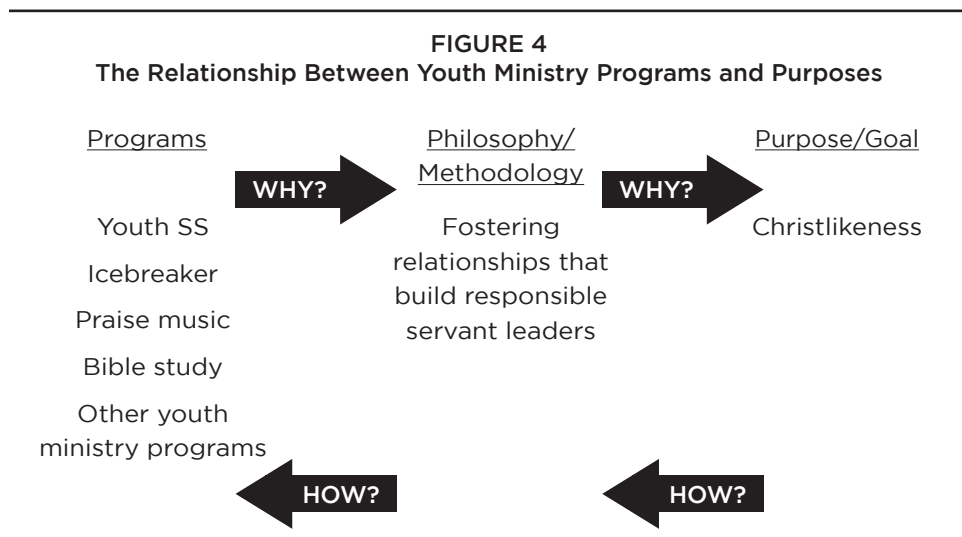 FIGURE 4
The Relationship Between Youth Ministry Programs and Purposes
Programs
Philosophy/
Methodology
Purpose/Goal
WHY?
WHY?
Youth SS
Icebreaker
Praise music
Bible study
Other youth
ministry programs
Fostering
relationships that
build responsible
servant leaders
Christlikeness
HOW?
HOW?